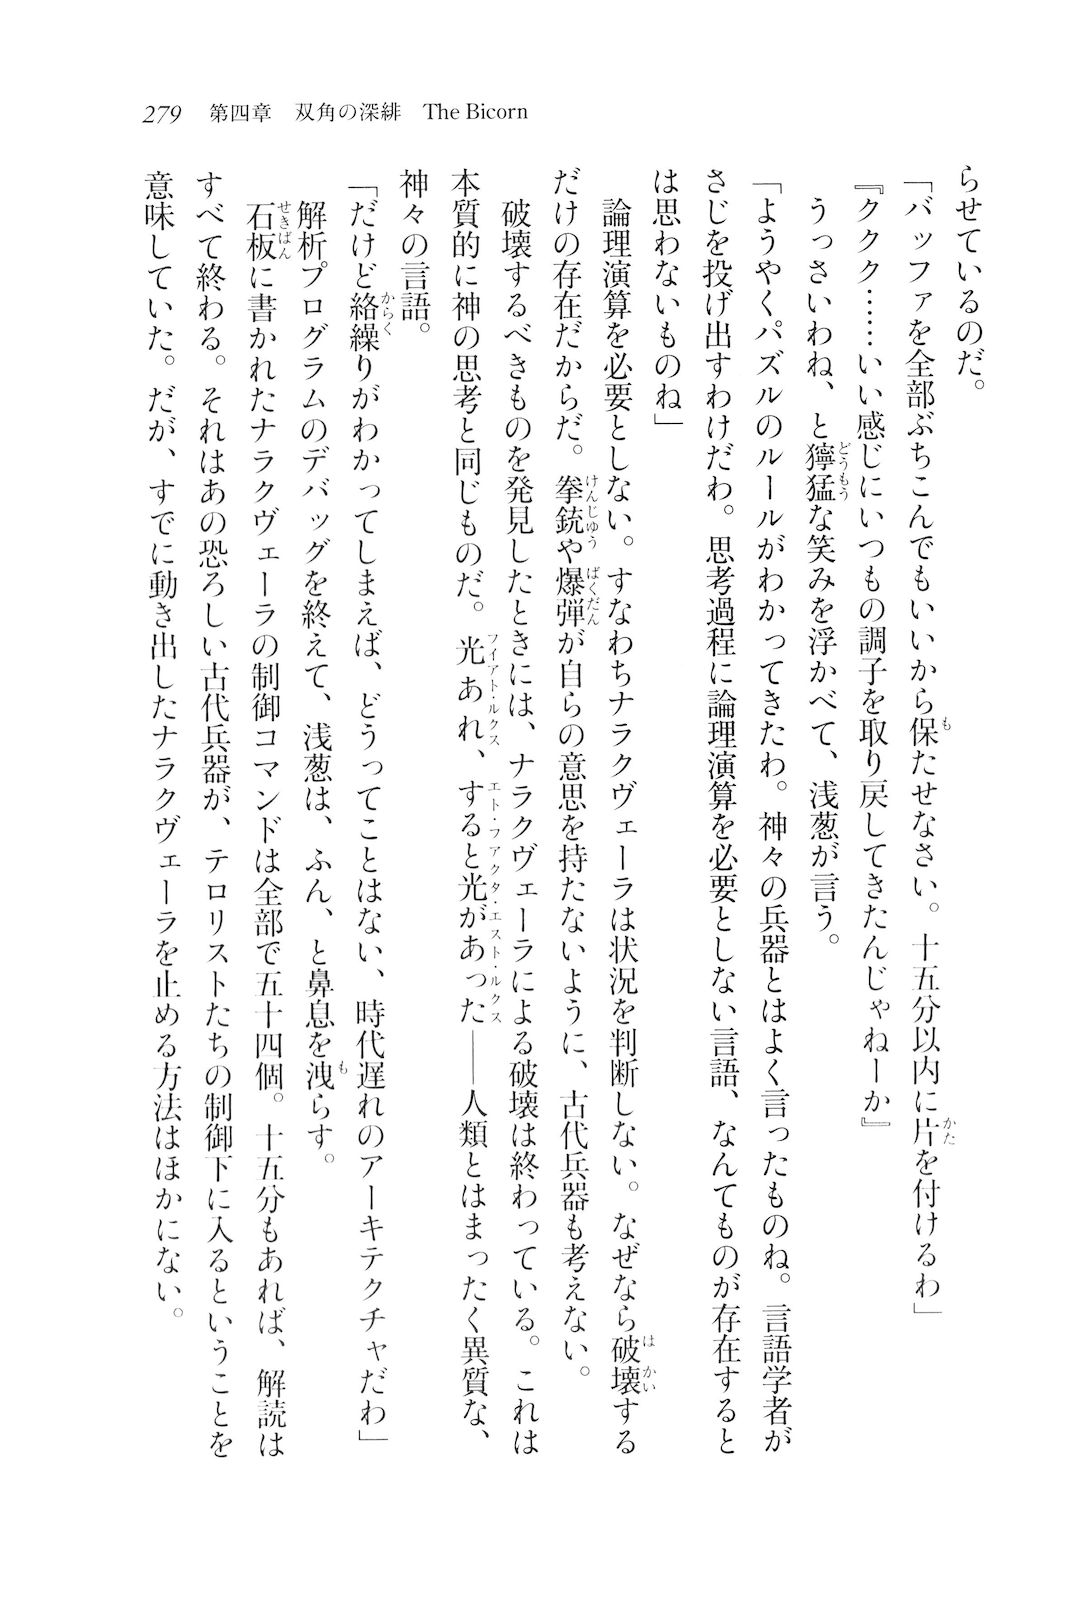 279 第四章 双角の深緋 The Bicorn
らせているのだ。
「バッファを全部ぶちこんでもいいから保たせなさい。十五分以内に片を付けるわ」
『ククク……いい感じにいつもの調子を取り戻してきたんじゃねーか』
うっさいわね、と獰猛な笑みを浮かべて、浅葱が言う。
「ようやくパズルのルールがわかってきたわ。神々の兵器とはよく言ったものね。言語学者が
さじを投げ出すわけだわ。思考過程に論理演算を必要としない言語、なんてものが存在すると
は思わないものね」
論理演算を必要としない。すなわちナラクヴェーラは状況を判断しない。なぜなら破壊する
だけの存在だからだ。拳銃や爆弾が自らの意思を持たないように、古代兵器も考えない。
破壊するべきものを発見したときには、ナラクヴェーラによる破壊は終わっている。これは
本質的に神の思考と同じものだ。光あれ、すると光があった――人類とはまったく異質な、
神々の言語。
「だけど絡繰りがわかってしまえば、どうってことはない、時代遅れのアーキテクチャだわ」
解析プログラムのデバッグを終えて、浅葱は、ふん、と鼻息を洩らす。
石板に書かれたナラクヴェーラの制御コマンドは全部で五十四個。十五分もあれば、解読は
すべて終わる。それはあの恐ろしい古代兵器が、テロリストたちの制御下に入るということを
意味していた。だが、すでに動き出したナラクヴェーラを止める方法はほかにない。